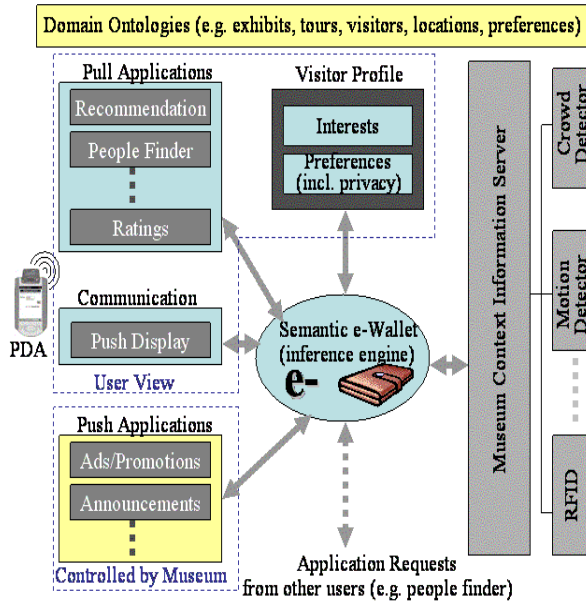 Domain Ontologies (e.g. exhibits, tours, visitors, locations, preferences)
Pull Applications
Recommendation
People Finder
Ratings
Visitor Profile
Interests
Preferences
(incl. privacy)
PDA
Communication
Push Display
User View
Semantic e-Wallet
(inference engine)
e-
Push Applications
Ads/Promotions
Announcements
Controlled by Museum
Application Requests
from other users (e.g. people finder)
Museum Context Information Server
Crowd
Detector
Motion
Detector
RFID